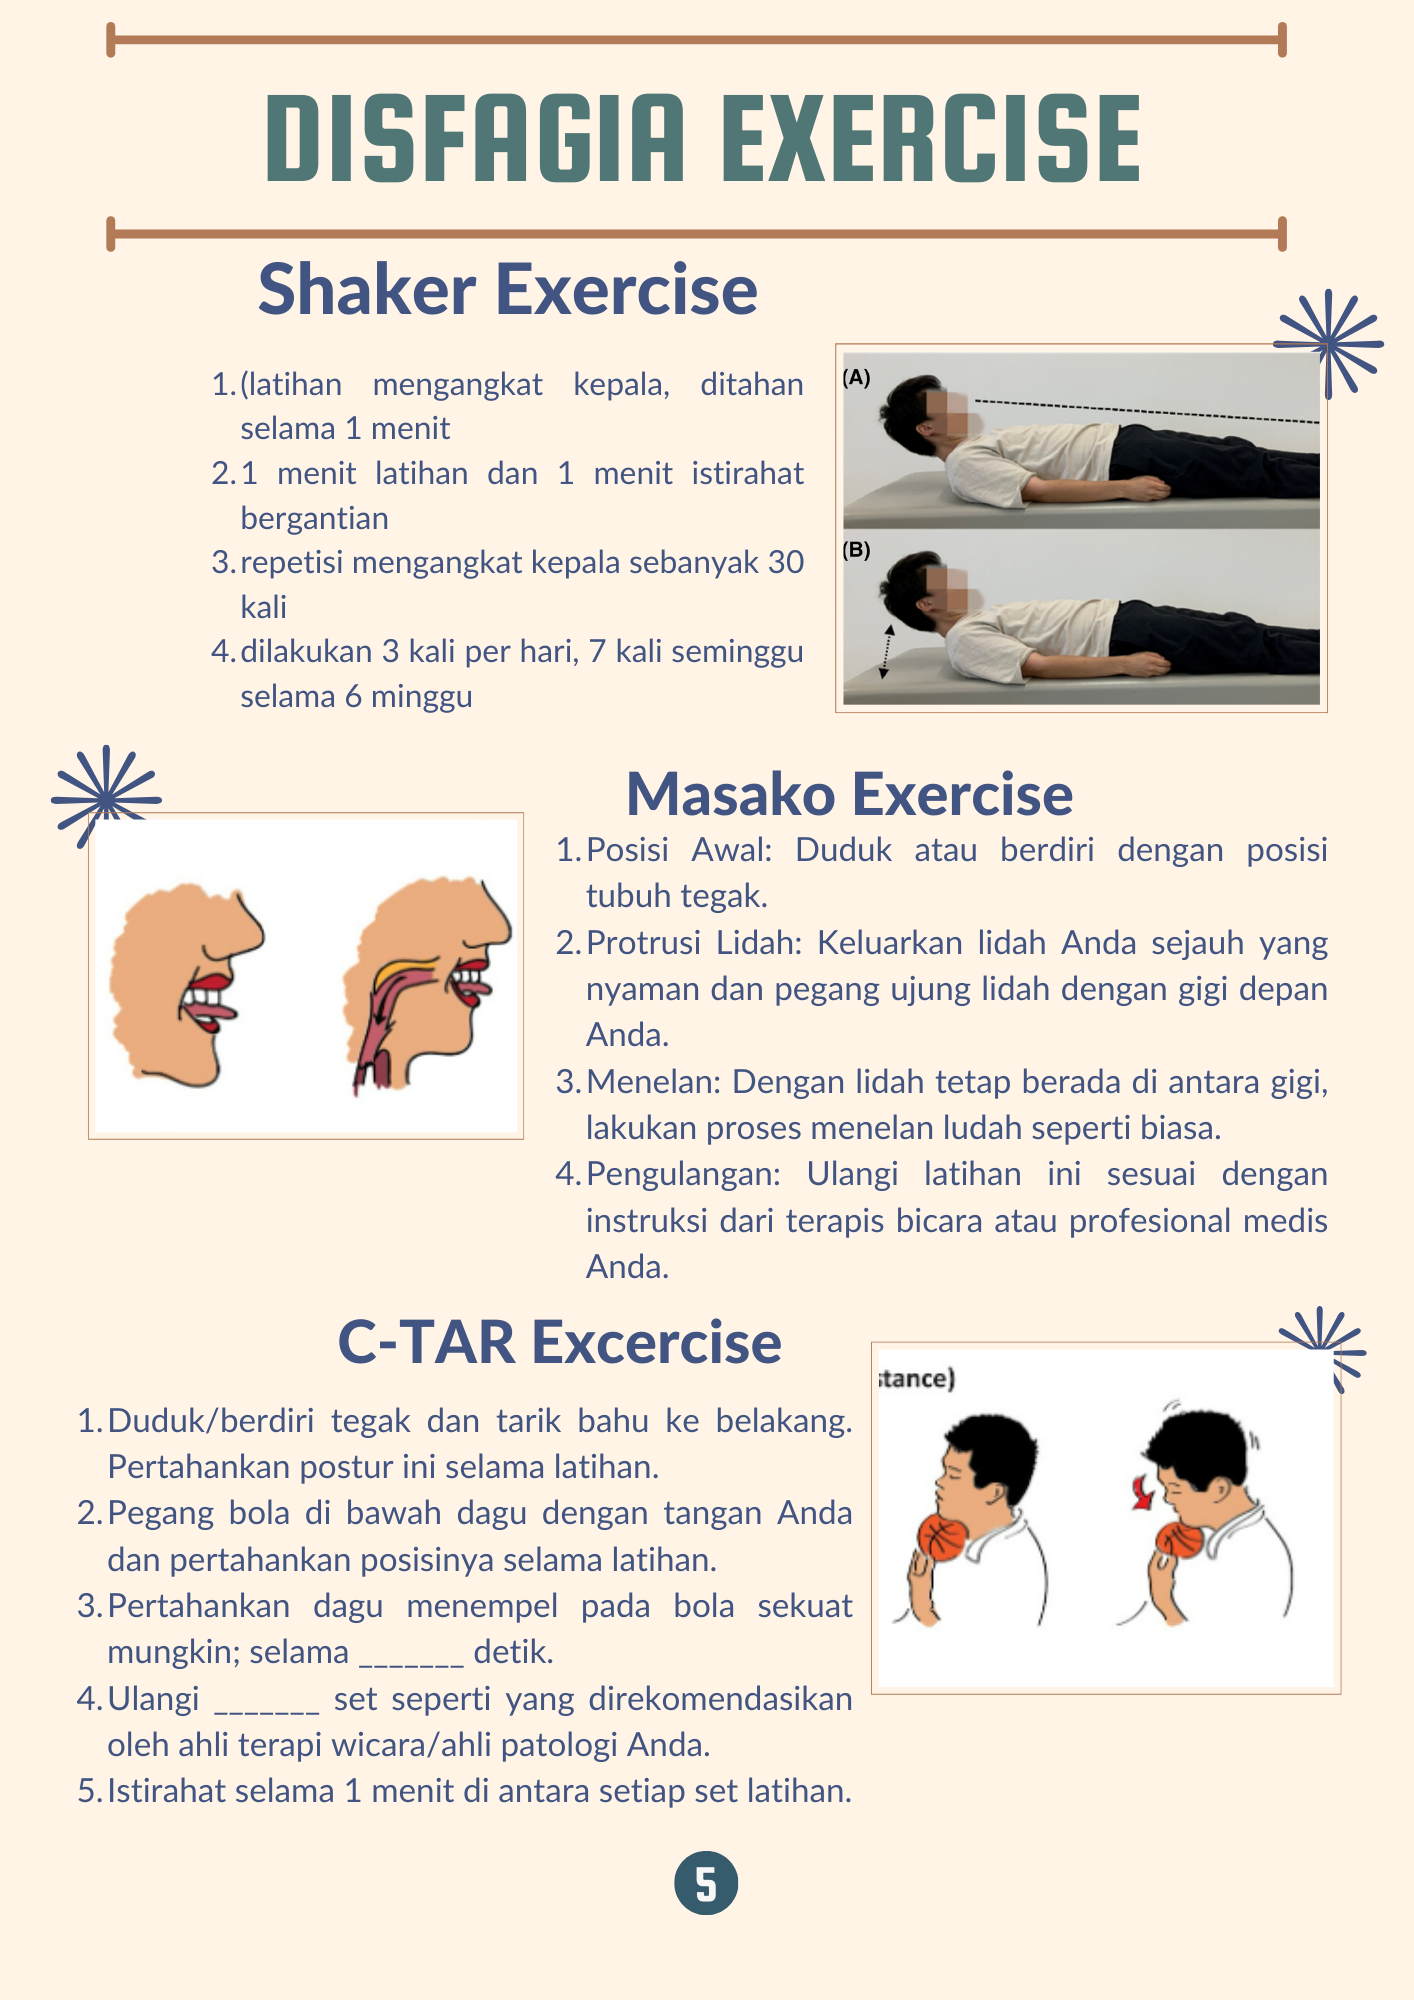 DISFAGIA EXERCISE
Shaker Exercise
1. (latihan mengangkat kepala, ditahan
selama 1 menit
2. 1 menit latihan dan 1 menit istirahat
bergantian
3. repetisi mengangkat kepala sebanyak 30
kali
4. dilakukan 3 kali per hari, 7 kali seminggu
selama 6 minggu
(A)
(B)
Masako Exercise
1. Posisi Awal: Duduk atau berdiri dengan posisi
tubuh tegak.
2. Protrusi Lidah: Keluarkan lidah Anda sejauh yang
nyaman dan pegang ujung lidah dengan gigi depan
Anda.
3. Menelan: Dengan lidah tetap berada di antara gigi,
lakukan proses menelan ludah seperti biasa.
4. Pengulangan: Ulangi latihan ini sesuai dengan
instruksi dari terapis bicara atau profesional medis
Anda.
C-TAR Excercise
1. Duduk/berdiri tegak dan tarik bahu ke belakang.
Pertahankan postur ini selama latihan.
2. Pegang bola di bawah dagu dengan tangan Anda
dan pertahankan posisinya selama latihan.
3. Pertahankan dagu menempel pada bola sekuat
mungkin; selama _______ detik.
4. Ulangi _______ set seperti yang direkomendasikan
oleh ahli terapi wicara/ahli patologi Anda.
5. Istirahat selama 1 menit di antara setiap set latihan.
stance)
5